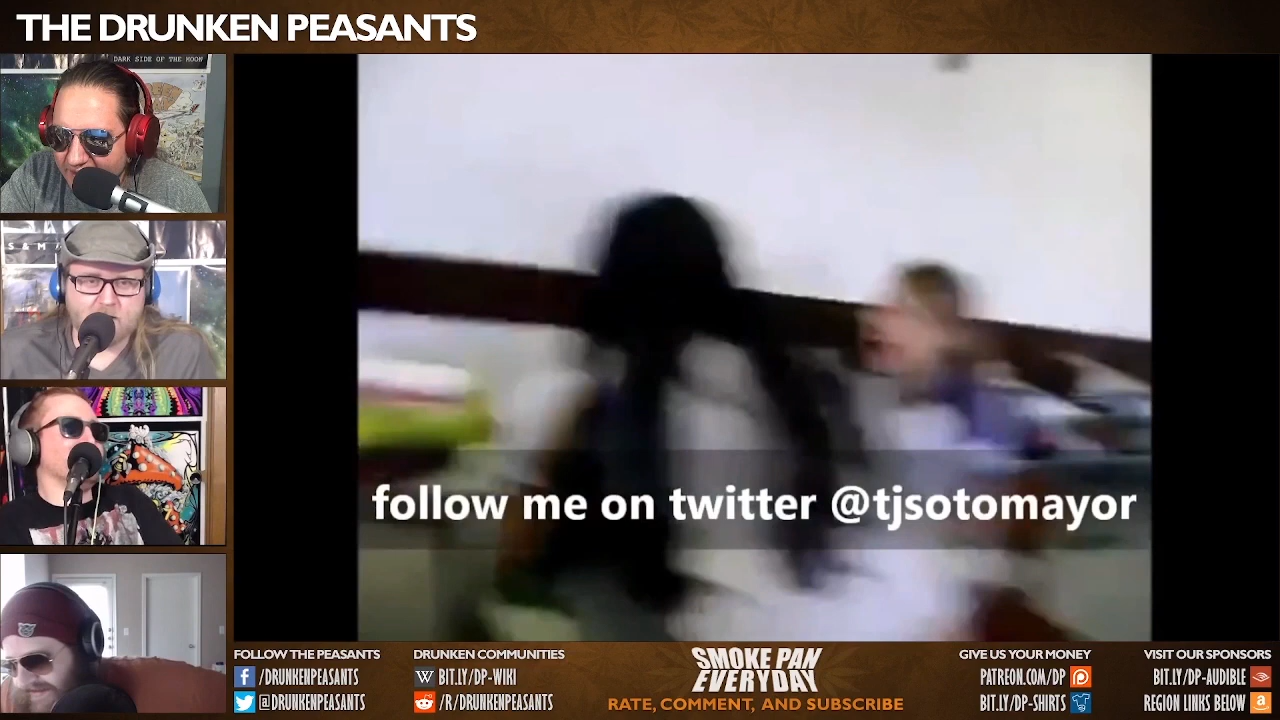 THE DRUNKEN PEASANTS
DARK SIDE OF THE MOON
S & M
follow me on twitter @tjsotomayor
FOLLOW THE PEASANTS
/DRUNKENPEASANTS
@DRUNKENPEASANTS
DRUNKEN COMMUNITIES
W BIT.LY/DP-WIKI
/R/DRUNKENPEASANTS
SMOKE PAN
EVERYDAY
RATE, COMMENT, AND SUBSCRIBE
GIVE US YOUR MONEY
PATREON.COM/DP
BIT.LY/DP-SHIRTS
VISIT OUR SPONSORS
BIT.LY/DP-AUDIBLE
REGION LINKS BELOW